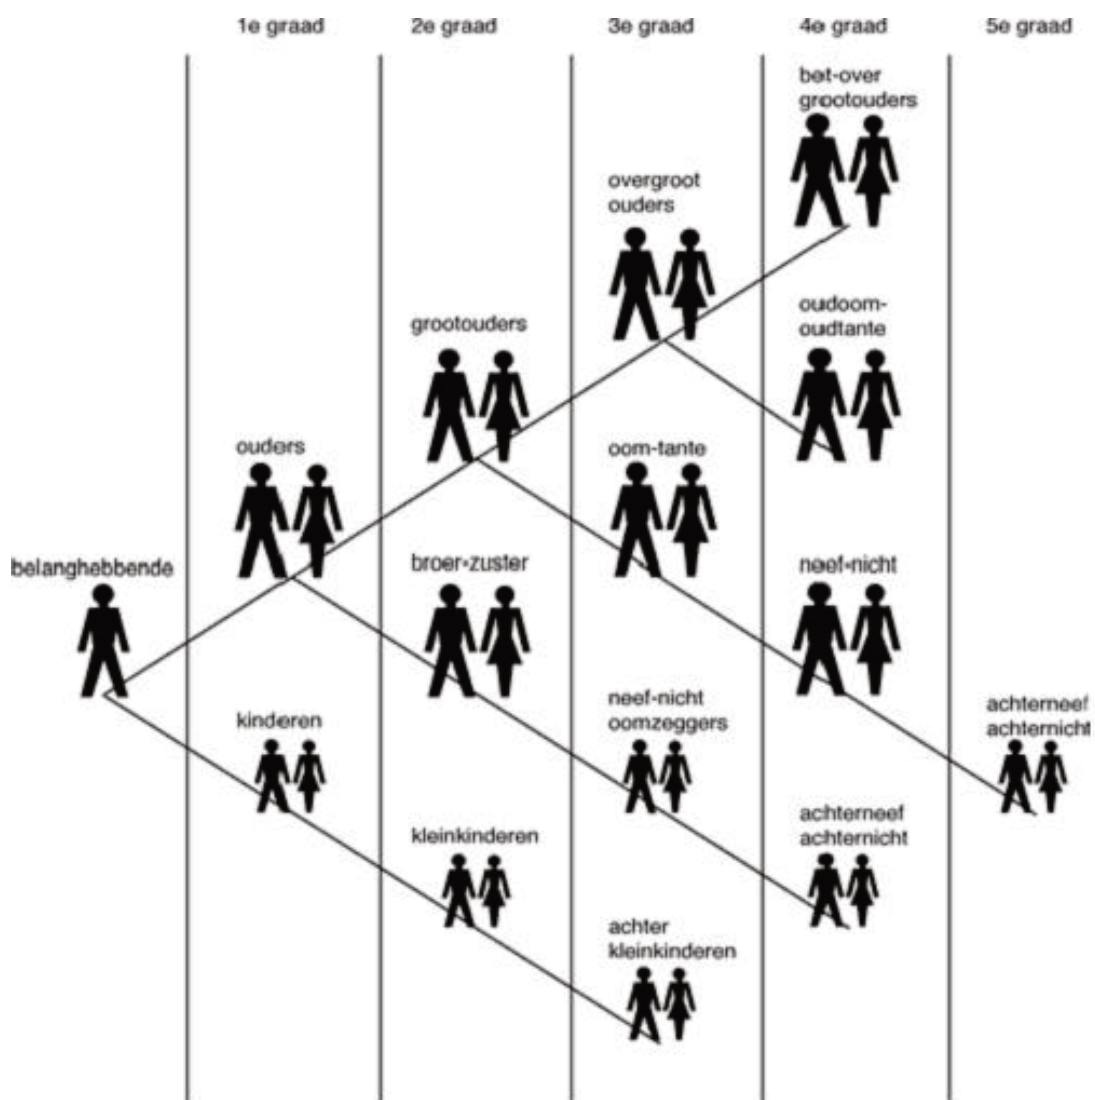 1e graad
2e graad
3e graad
4e graad
5e graad
bet-over
grootouders
overgroot
ouders
oudoom-
oudtante
grootouders
ouders
oom-tante
belanghebbende
broer-zuster
neef-nicht
kinderen
neef-nicht
oomzeggers
achterneef
achternicht
kleinkinderen
achterneef
achternicht
achter
kleinkinderen